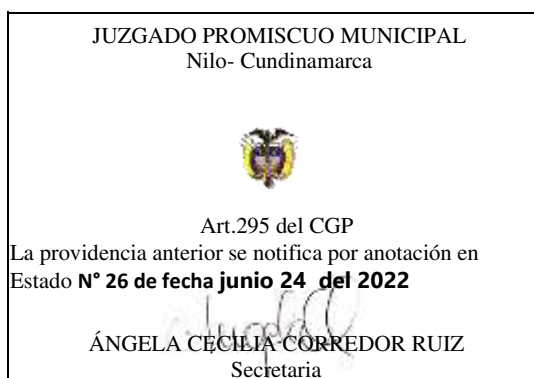 JUZGADO PROMISCUO MUNICIPAL
Nilo- Cundinamarca
Art.295 del CGP
La providencia anterior se notifica por anotación en
Estado N° 26 de fecha junio 24 del 2022
ÁNGELA CECILIA CORREDOR RUIZ
Secretaria